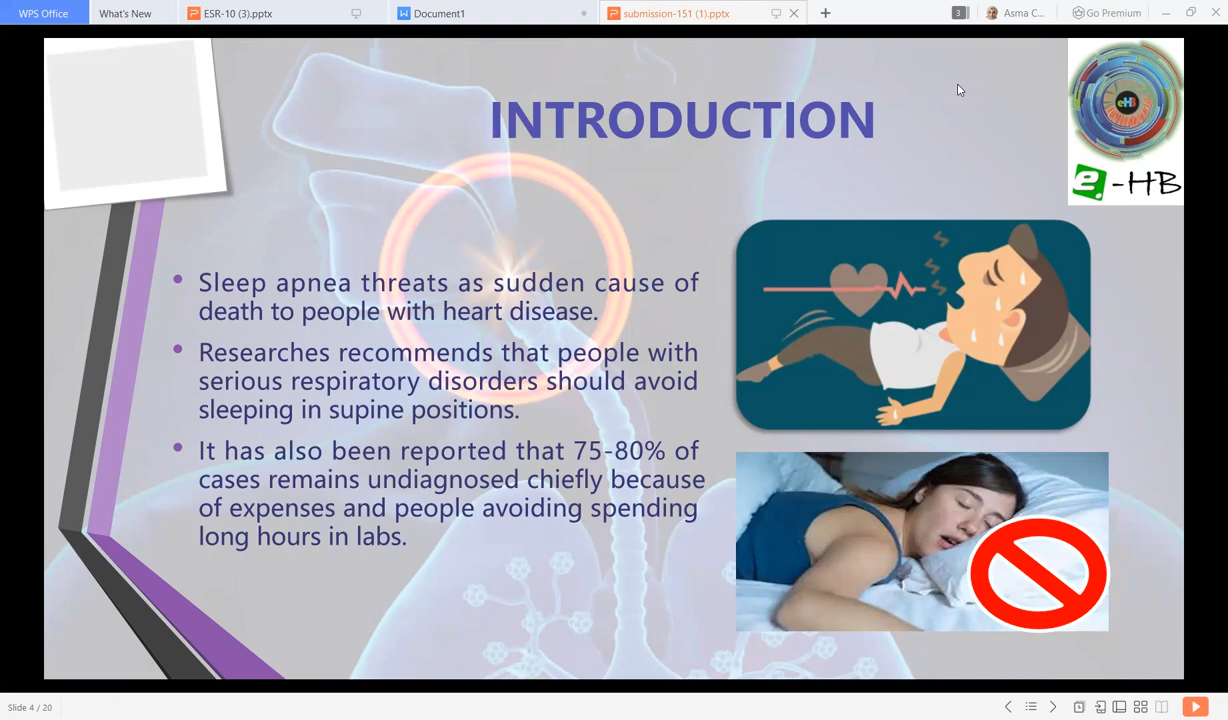 WPS Office
What's New
ESR-10 (3).pptx
Document1
submission-151 (1).pptx
3
Asma C...
Go Premium
INTRODUCTION
eHB
e-HB
• Sleep apnea threats as sudden cause of
death to people with heart disease.
• Researches recommends that people with
serious respiratory disorders should avoid
sleeping in supine positions.
• It has also been reported that 75-80% of
cases remains undiagnosed chiefly because
of expenses and people avoiding spending
long hours in labs.
Slide 4 / 20